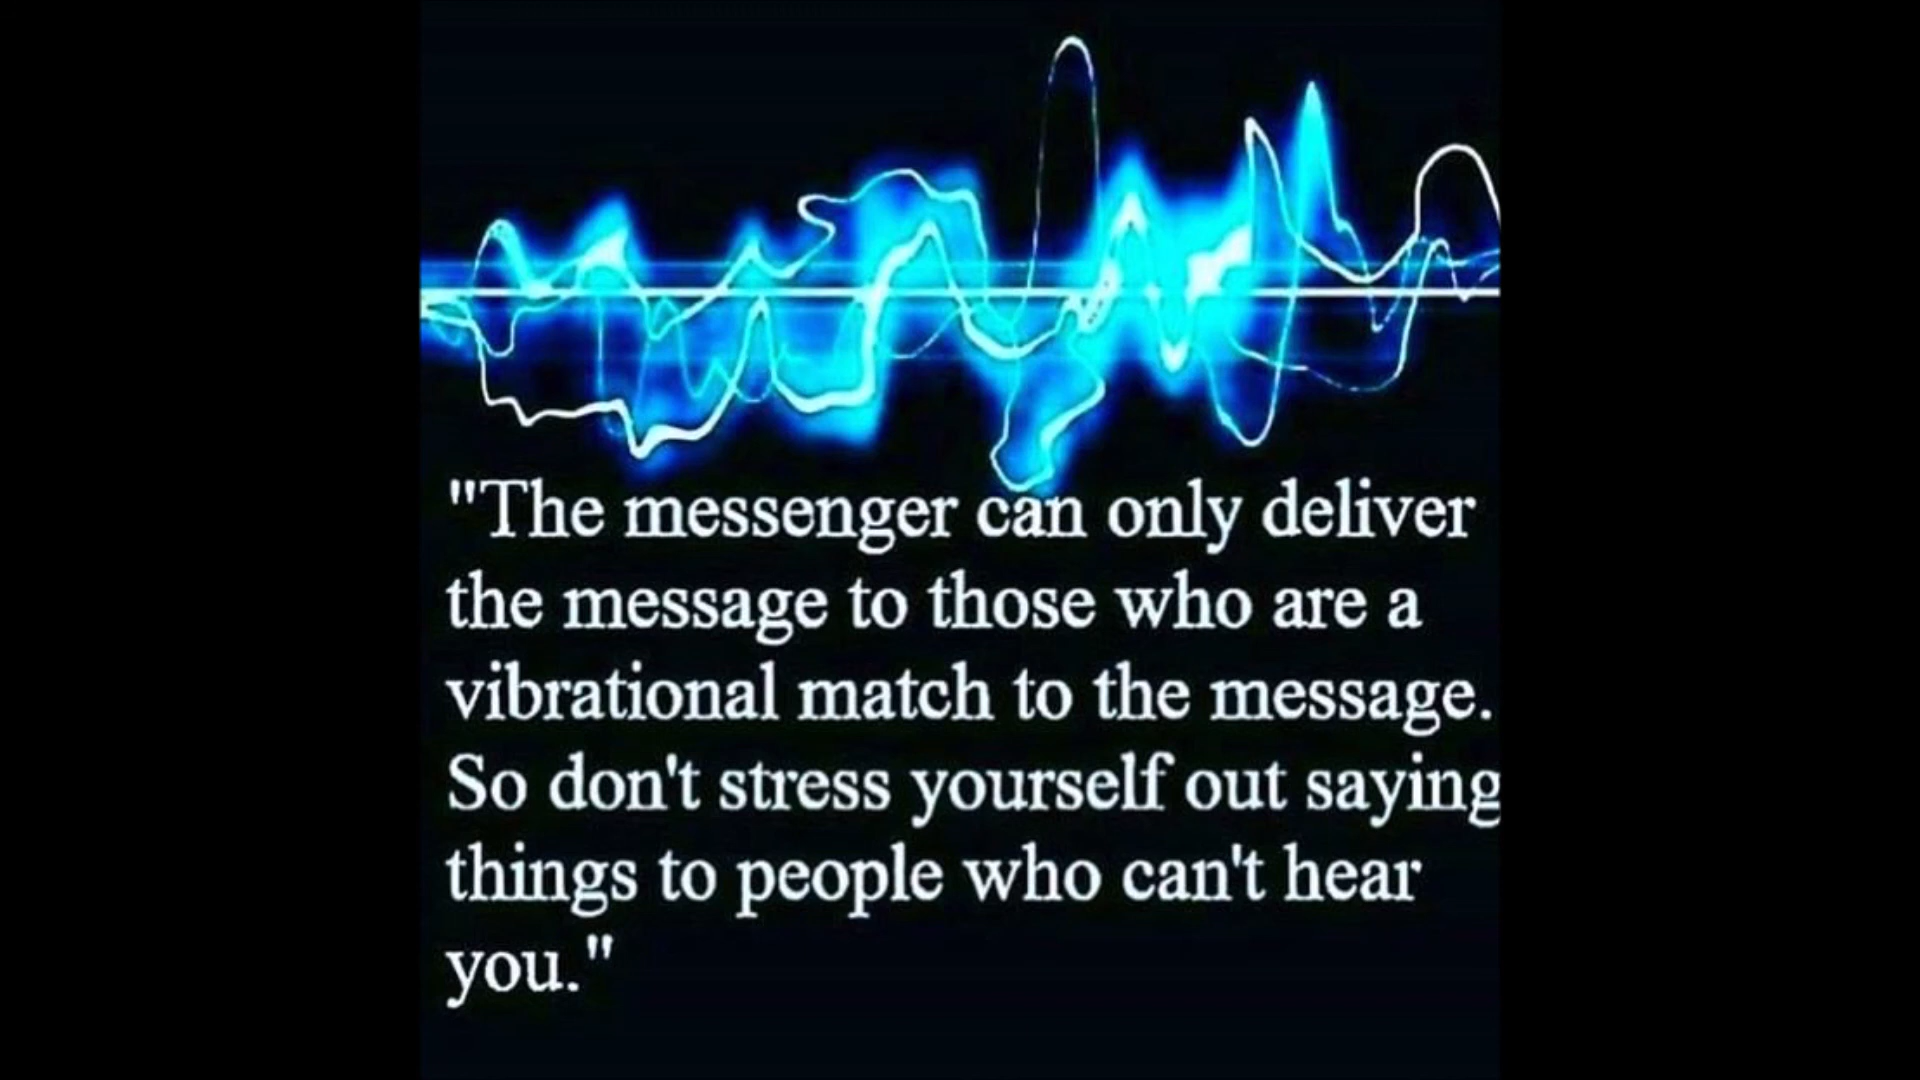 "The messenger can only deliver
the message to those who are a
vibrational match to the message.
So don't stress yourself out saying
things to people who can't hear
you."